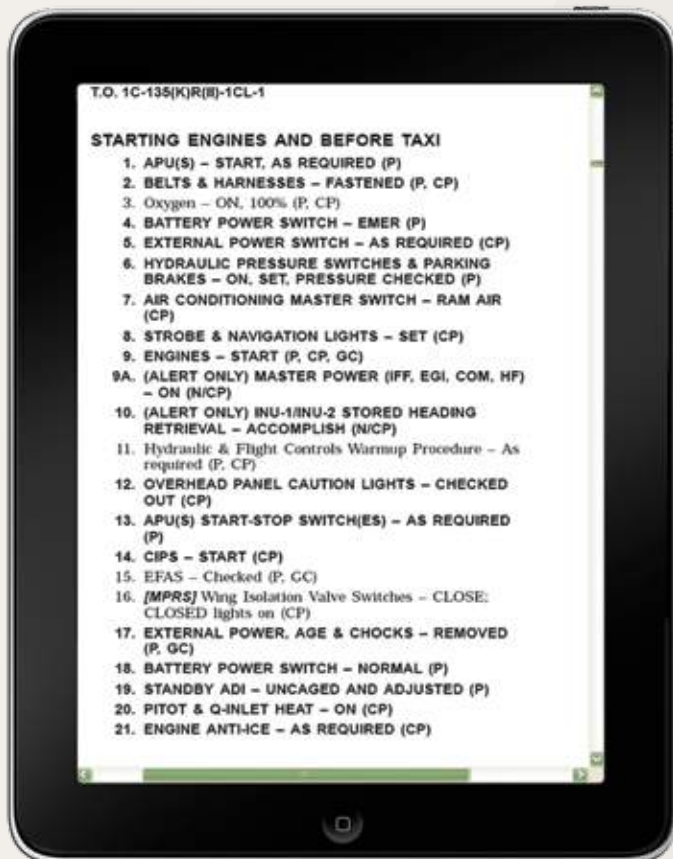 T.O. 1C-135(K)R(II)-1CL-1
STARTING ENGINES AND BEFORE TAXI
1. APU(S) – START, AS REQUIRED (P)
2. BELTS & HARNESSES – FASTENED (P, CP)
3. Oxygen – ON, 100% (P, CP)
4. BATTERY POWER SWITCH – EMER (P)
5. EXTERNAL POWER SWITCH – AS REQUIRED (CP)
6. HYDRAULIC PRESSURE SWITCHES & PARKING
BRAKES – ON, SET, PRESSURE CHECKED (P)
7. AIR CONDITIONING MASTER SWITCH – RAM AIR
(CP)
8. STROBE & NAVIGATION LIGHTS – SET (CP)
9. ENGINES – START (P, CP, GC)
9A. (ALERT ONLY) MASTER POWER (IFF, EGI, COM, HF)
– ON (N/CP)
10. (ALERT ONLY) INU-1/INU-2 STORED HEADING
RETRIEVAL – ACCOMPLISH (N/CP)
11. Hydraulic & Flight Controls Warmup Procedure – As
required (P, CP)
12. OVERHEAD PANEL CAUTION LIGHTS – CHECKED
OUT (CP)
13. APU(S) START-STOP SWITCH(ES) – AS REQUIRED
(P)
14. CIPS – START (CP)
15. EFAS – Checked (P, GC)
16. [MPRS] Wing Isolation Valve Switches – CLOSE;
CLOSED lights on (CP)
17. EXTERNAL POWER, AGE & CHOCKS – REMOVED
(P, GC)
18. BATTERY POWER SWITCH – NORMAL (P)
19. STANDBY ADI – UNCAGED AND ADJUSTED (P)
20. PITOT & Q-INLET HEAT – ON (CP)
21. ENGINE ANTI-ICE – AS REQUIRED (CP)